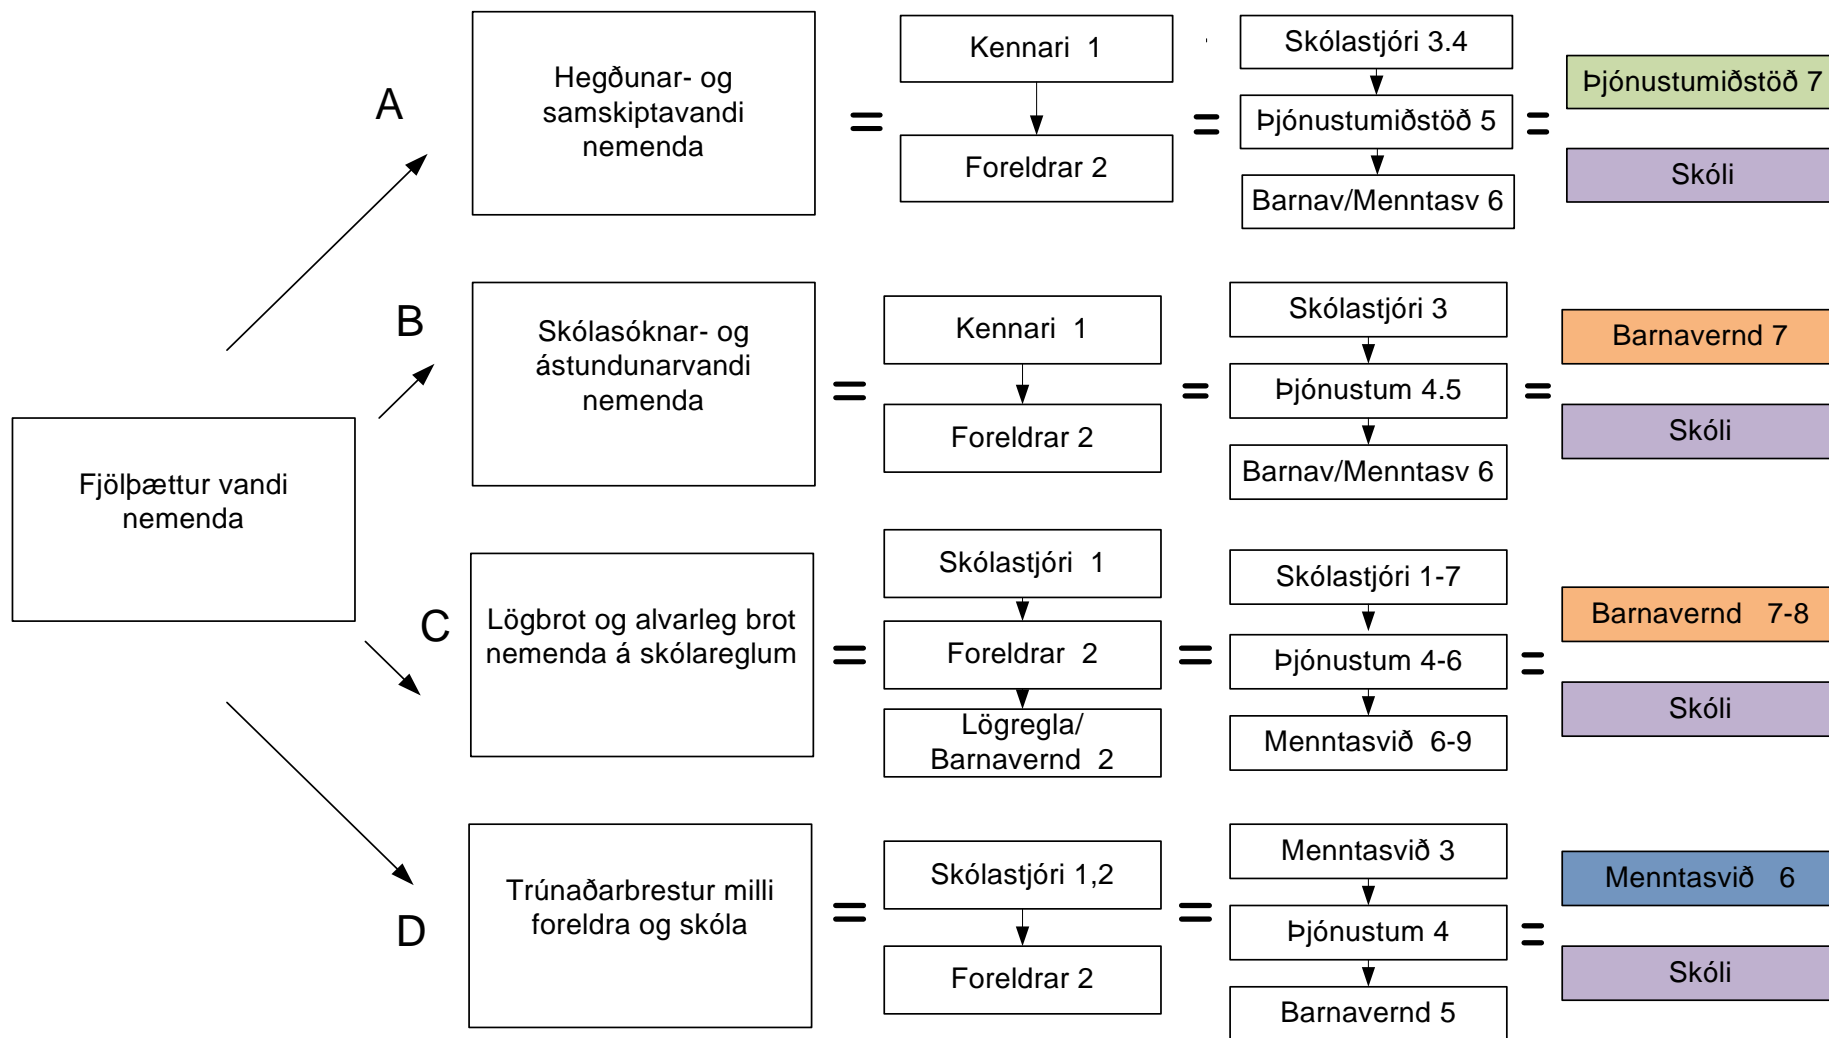 Fjölþættur vandi
nemenda
A
Hegðunar- og
samskiptavandi
nemenda
=
Kennari 1
Foreldrar 2
=
Skólastjóri 3.4
Þjónustumiðstöð 5
Barnav/Menntasv 6
=
Þjónustumiðstöð 7
Skóli
B
Skólasóknar- og
ástundunarvandi
nemenda
=
Kennari 1
Foreldrar 2
=
Skólastjóri 3
Þjónustum 4.5
Barnav/Menntasv 6
=
Barnavernd 7
Skóli
C
Lögbrot og alvarleg brot
nemenda á skólareglum
=
Skólastjóri 1
Foreldrar 2
Lögregla/
Barnavernd 2
=
Skólastjóri 1-7
Þjónustum 4-6
Menntasvið 6-9
=
Barnavernd 7-8
Skóli
D
Trúnaðarbrestur milli
foreldra og skóla
=
Skólastjóri 1,2
Foreldrar 2
=
Menntasvið 3
Þjónustum 4
Barnavernd 5
=
Menntasvið 6
Skóli